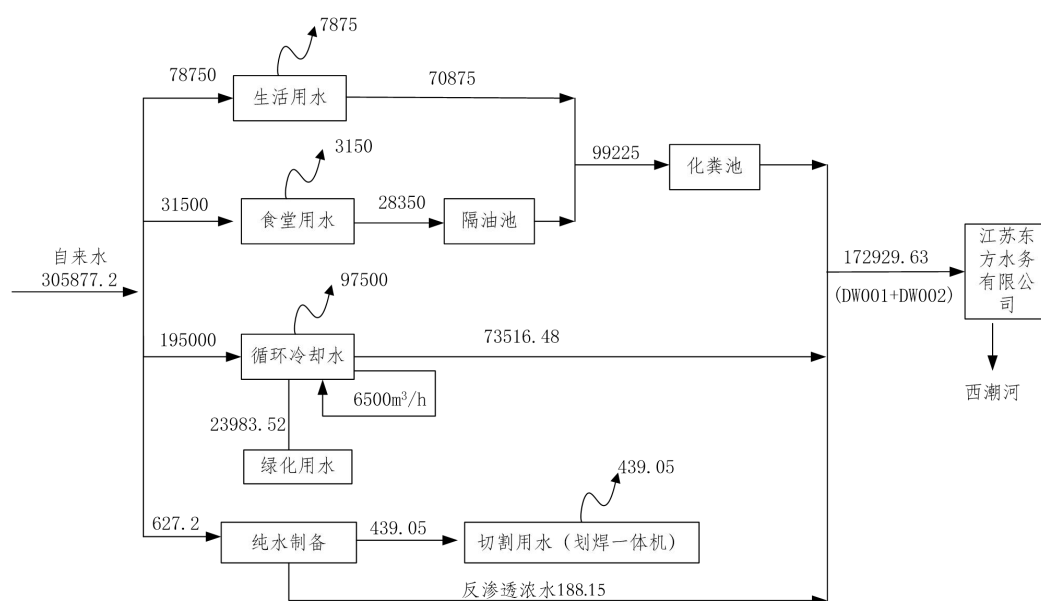 7875
78750
生活用水
70875
3150
99225
化粪池
31500
食堂用水
28350
隔油池
自来水
305877.2
172929.63
(DW001+DW002)
江苏东
方水务
有限公
司
97500
195000
循环冷却水
73516.48
6500m³/h
西潮河
23983.52
绿化用水
439.05
627.2
纯水制备
439.05
切割用水（划焊一体机）
反渗透浓水188.15